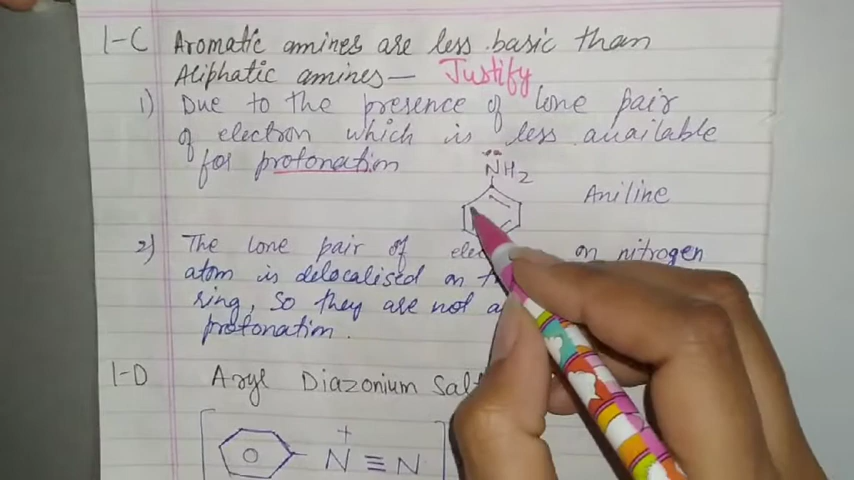 1-C Aromatic amines are less basic than
Aliphatic amines— Justify
1) Due to the presence of lone pair
of electron which is less available
for protonation
NH2
Aniline
2) The lone pair of on nitrogen
atom is delocalised on
ring, so they are not
protonation.
1-D Aryl Diazonium
+
N ≡ N